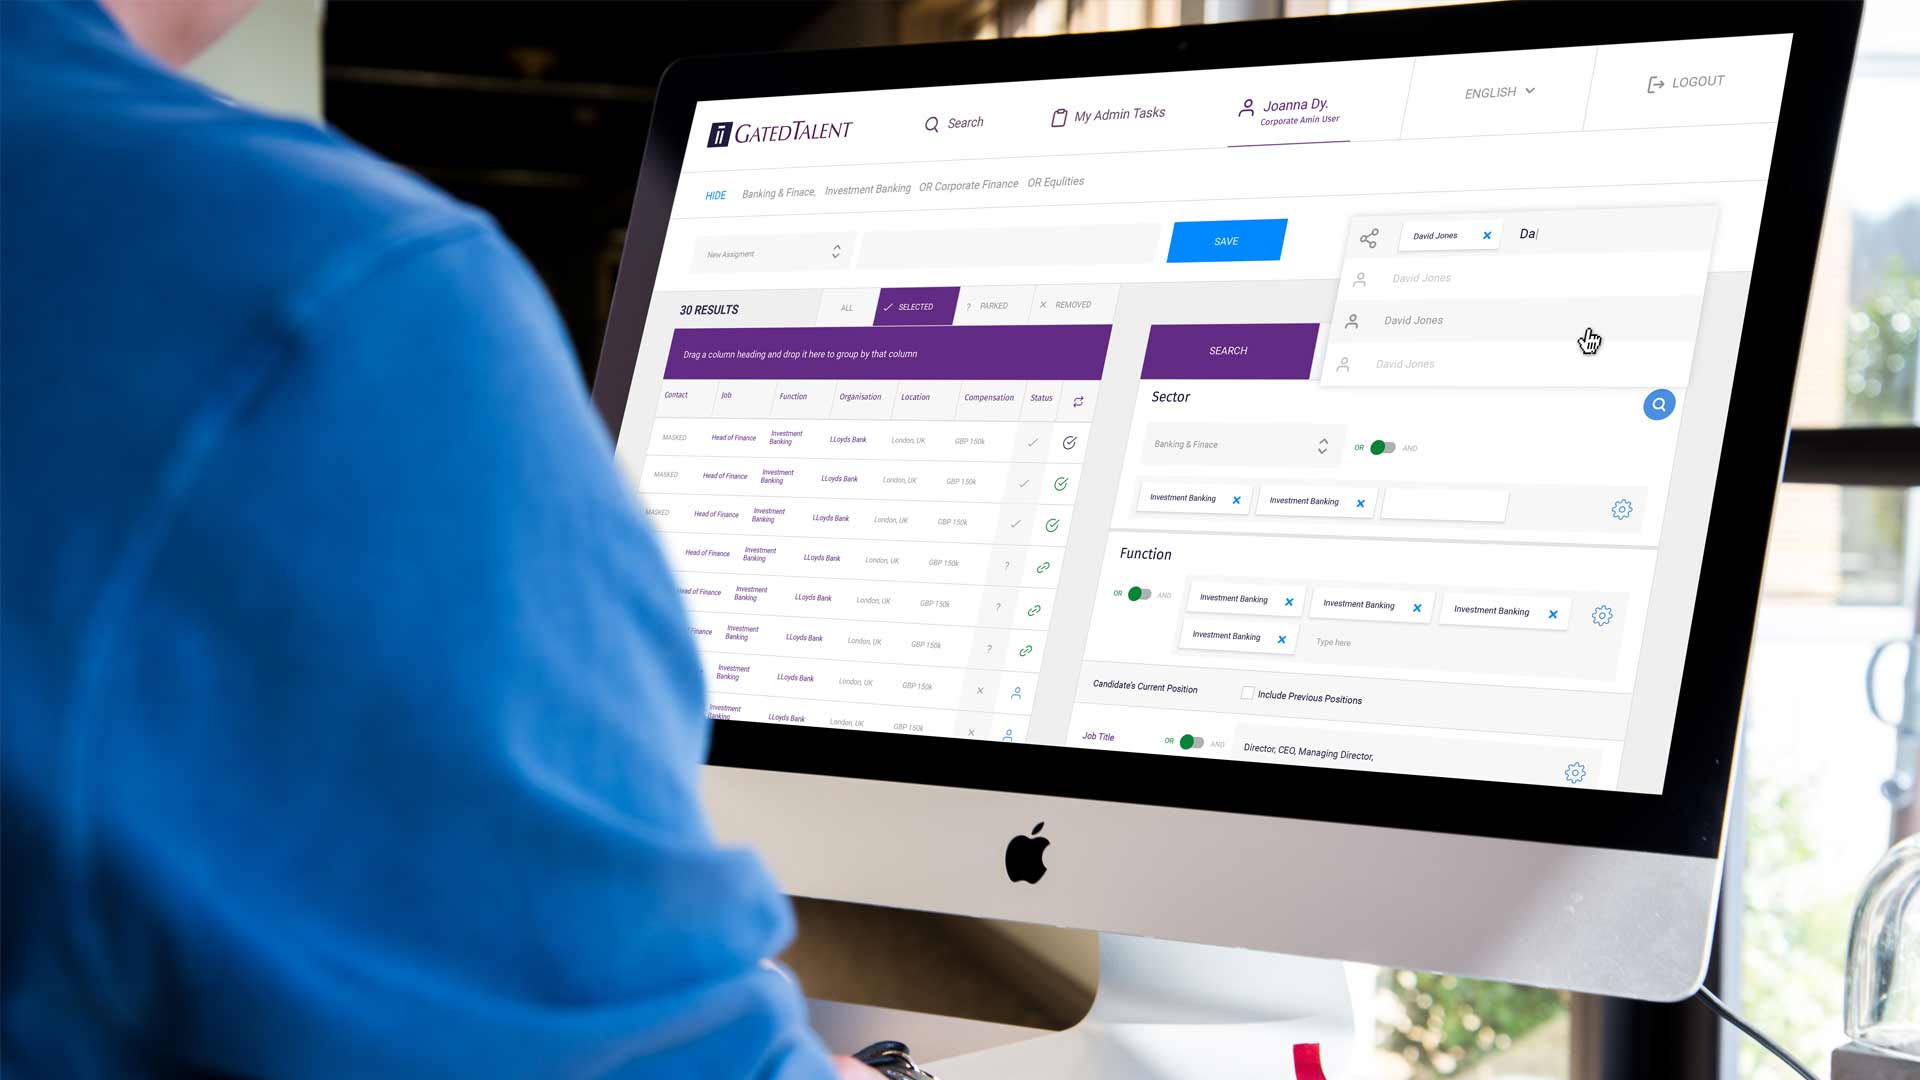 GATEDTALENT
Search
My Admin Tasks
Joanna Dy.
Corporate Amin User
ENGLISH
LOGOUT
HIDE Banking & Finace, Investment Banking OR Corporate Finance OR Equlities
New Assigment
SAVE
David Jones Da
David Jones
David Jones
David Jones
30 RESULTS
ALL SELECTED ? PARKED REMOVED
Drag a column heading and drop it here to group by that column
Contact Job Function Organisation Location Compensation Status
MASKED Head of Finance Investment Banking LLoyds Bank London, UK GBP 150k
MASKED Head of Finance Investment Banking LLoyds Bank London, UK GBP 150k
MASKED Head of Finance Investment Banking LLoyds Bank London, UK GBP 150k
Head of Finance Investment Banking LLoyds Bank London, UK GBP 150k ?
ead of Finance Investment Banking LLoyds Bank London, UK GBP 150k ?
Finance Investment Banking LLoyds Bank London, UK GBP 150k ?
Investment Banking LLoyds Bank London, UK GBP 150k
Investment Banking LLoyds Bank London, UK GBP 150k
SEARCH
Sector
Banking & Finace
OR AND
Investment Banking Investment Banking
Function
OR AND
Investment Banking Investment Banking Investment Banking
Investment Banking Type here
Candidate's Current Position Include Previous Positions
Job Title OR AND Director, CEO, Managing Director,